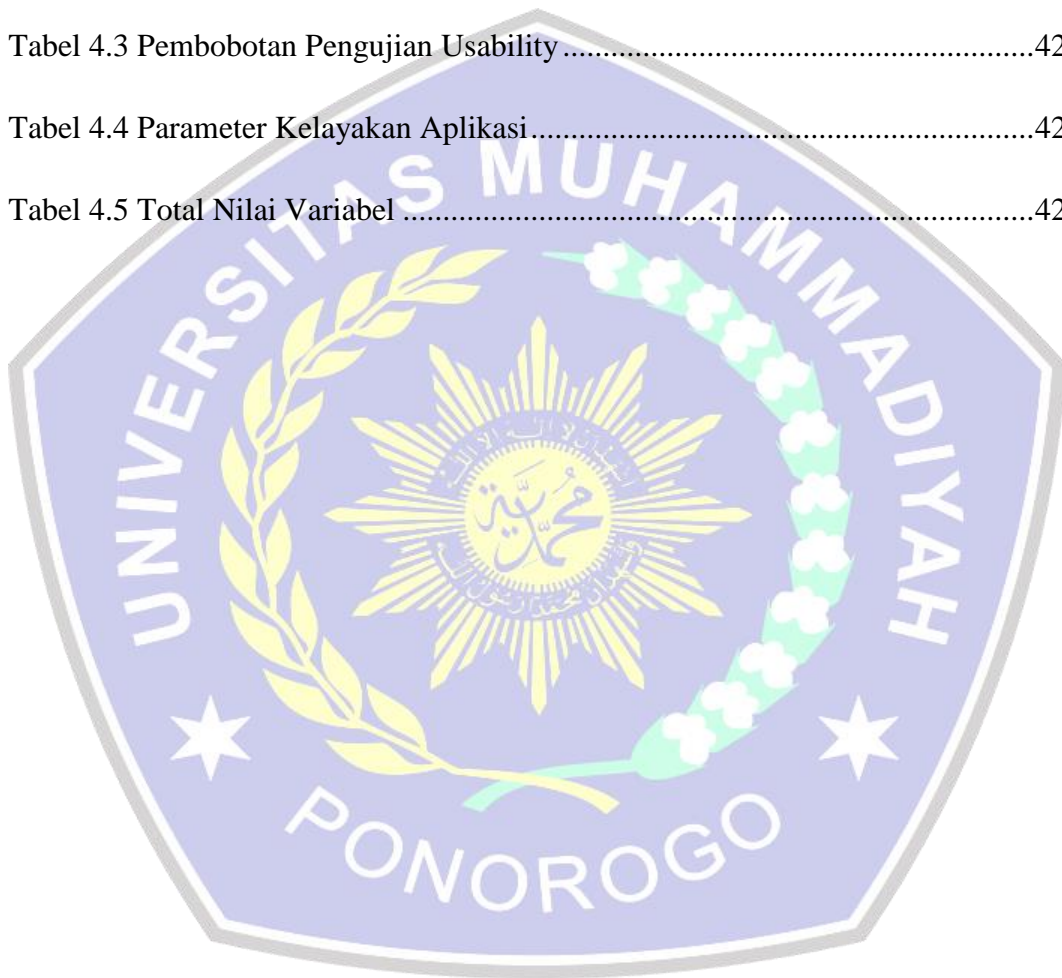 Tabel 4.3 Pembobotan Pengujian Usability.......................................................42
Tabel 4.4 Parameter Kelayakan Aplikasi..........................................................42
Tabel 4.5 Total Nilai Variabel..........................................................................42
UNIVERSITAS MUHAMMADIYAH
محمدية
PONOROGO